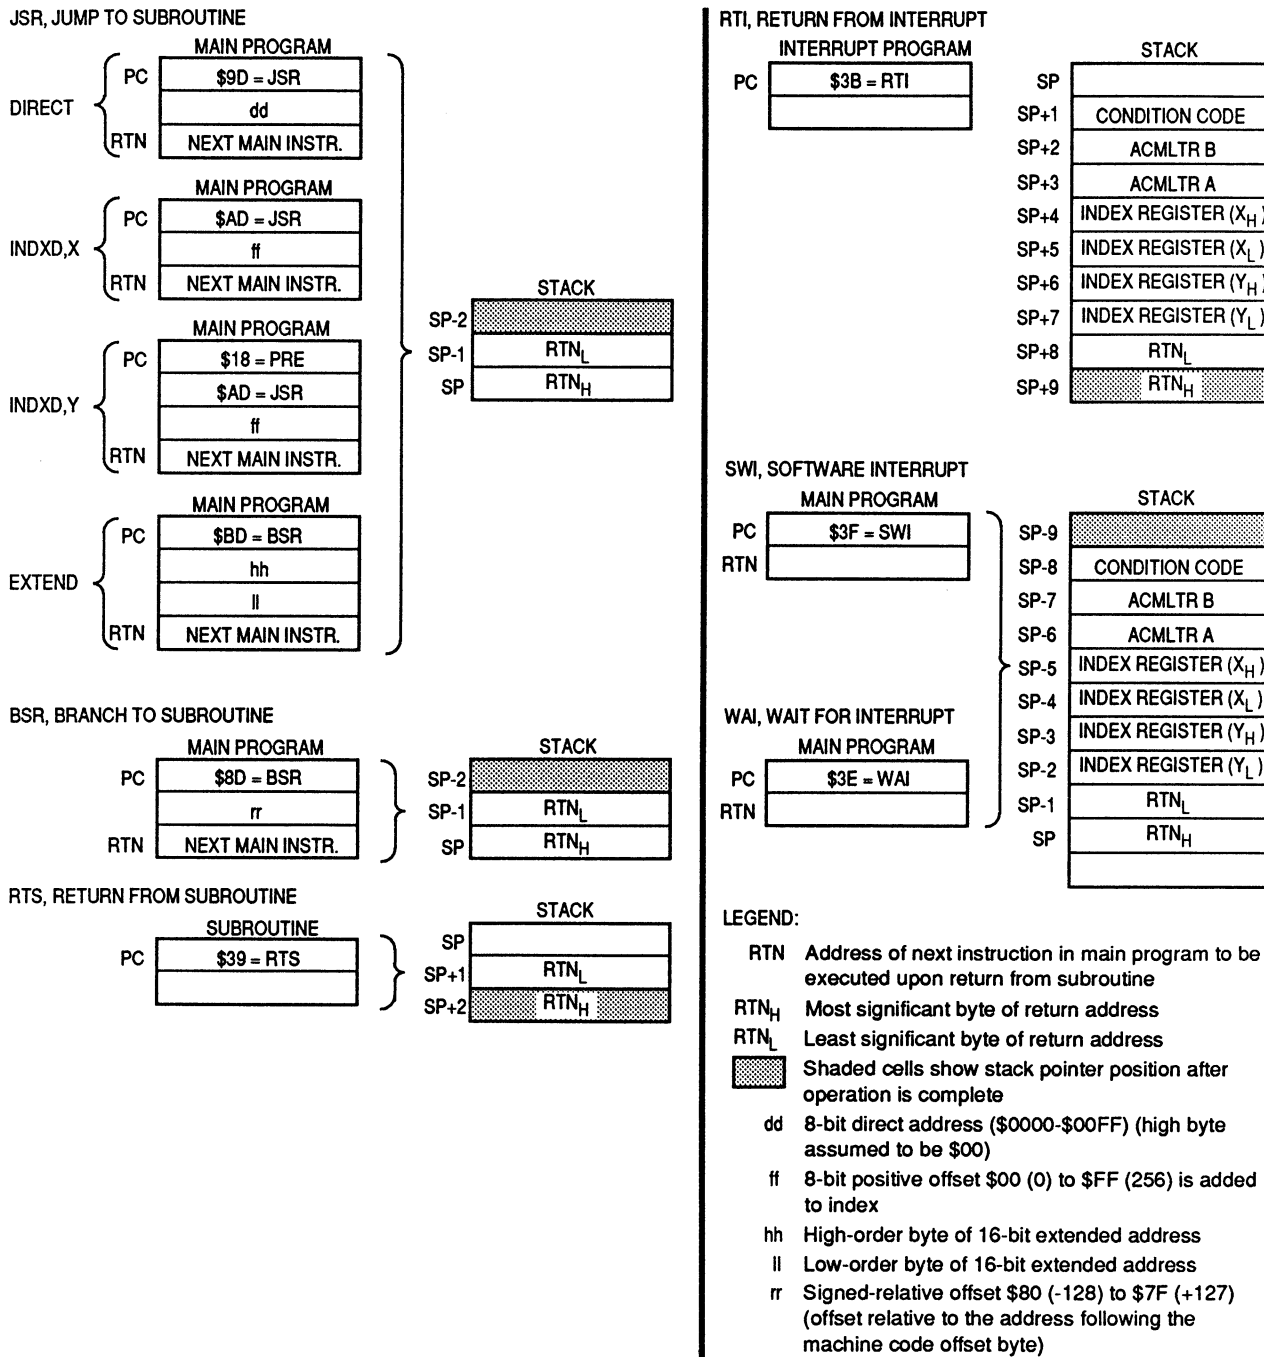 JSR, JUMP TO SUBROUTINE
MAIN PROGRAM
PC $9D = JSR
DIRECT dd
RTN NEXT MAIN INSTR.
MAIN PROGRAM
PC $AD = JSR
INDXD,X ff
RTN NEXT MAIN INSTR.
MAIN PROGRAM
PC $18 = PRE
$AD = JSR
INDXD,Y ff
RTN NEXT MAIN INSTR.
MAIN PROGRAM
PC $BD = BSR
hh
EXTEND ll
RTN NEXT MAIN INSTR.
STACK
SP-2
SP-1 RTNL
SP RTNH
BSR, BRANCH TO SUBROUTINE
MAIN PROGRAM
PC $8D = BSR
rr
RTN NEXT MAIN INSTR.
STACK
SP-2
SP-1 RTNL
SP RTNH
RTS, RETURN FROM SUBROUTINE
SUBROUTINE
PC $39 = RTS
STACK
SP
SP+1 RTNL
SP+2 RTNH
RTI, RETURN FROM INTERRUPT
INTERRUPT PROGRAM
PC $3B = RTI
STACK
SP
SP+1 CONDITION CODE
SP+2 ACMLTR B
SP+3 ACMLTR A
SP+4 INDEX REGISTER (XH)
SP+5 INDEX REGISTER (XL)
SP+6 INDEX REGISTER (YH)
SP+7 INDEX REGISTER (YL)
SP+8 RTNL
SP+9 RTNH
SWI, SOFTWARE INTERRUPT
MAIN PROGRAM
PC $3F = SWI
RTN
WAI, WAIT FOR INTERRUPT
MAIN PROGRAM
PC $3E = WAI
RTN
STACK
SP-9
SP-8 CONDITION CODE
SP-7 ACMLTR B
SP-6 ACMLTR A
SP-5 INDEX REGISTER (XH)
SP-4 INDEX REGISTER (XL)
SP-3 INDEX REGISTER (YH)
SP-2 INDEX REGISTER (YL)
SP-1 RTNL
SP RTNH
LEGEND:
RTN Address of next instruction in main program to be
executed upon return from subroutine
RTNH Most significant byte of return address
RTNL Least significant byte of return address
Shaded cells show stack pointer position after
operation is complete
dd 8-bit direct address ($0000-$00FF) (high byte
assumed to be $00)
ff 8-bit positive offset $00 (0) to $FF (256) is added
to index
hh High-order byte of 16-bit extended address
ll Low-order byte of 16-bit extended address
rr Signed-relative offset $80 (-128) to $7F (+127)
(offset relative to the address following the
machine code offset byte)